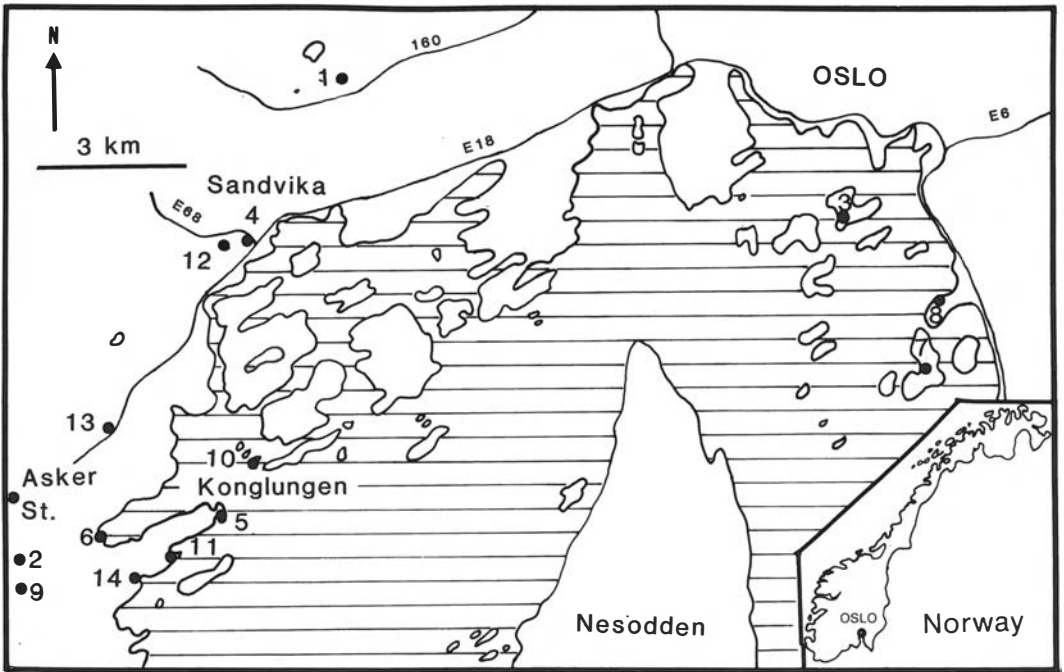 N
160
1
OSLO
E6
3 km
E18
Sandvika
E68
4
3
12
8
7
13
10
Asker
St.
Konglungen
5
6
11
2
14
9
Nesodden
OSLO
Norway